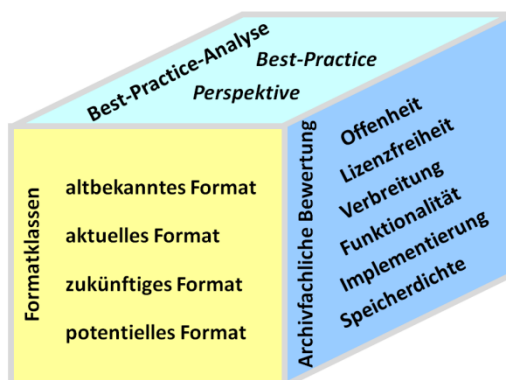 Best-Practice-Analyse
Best-Practice
Perspektive
Formatklassen
altbekanntes Format
aktuelles Format
zukünftiges Format
potentielles Format
Archivfachliche Bewertung
Offenheit
Lizenzfreiheit
Verbreitung
Funktionalität
Implementierung
Speicherdichte